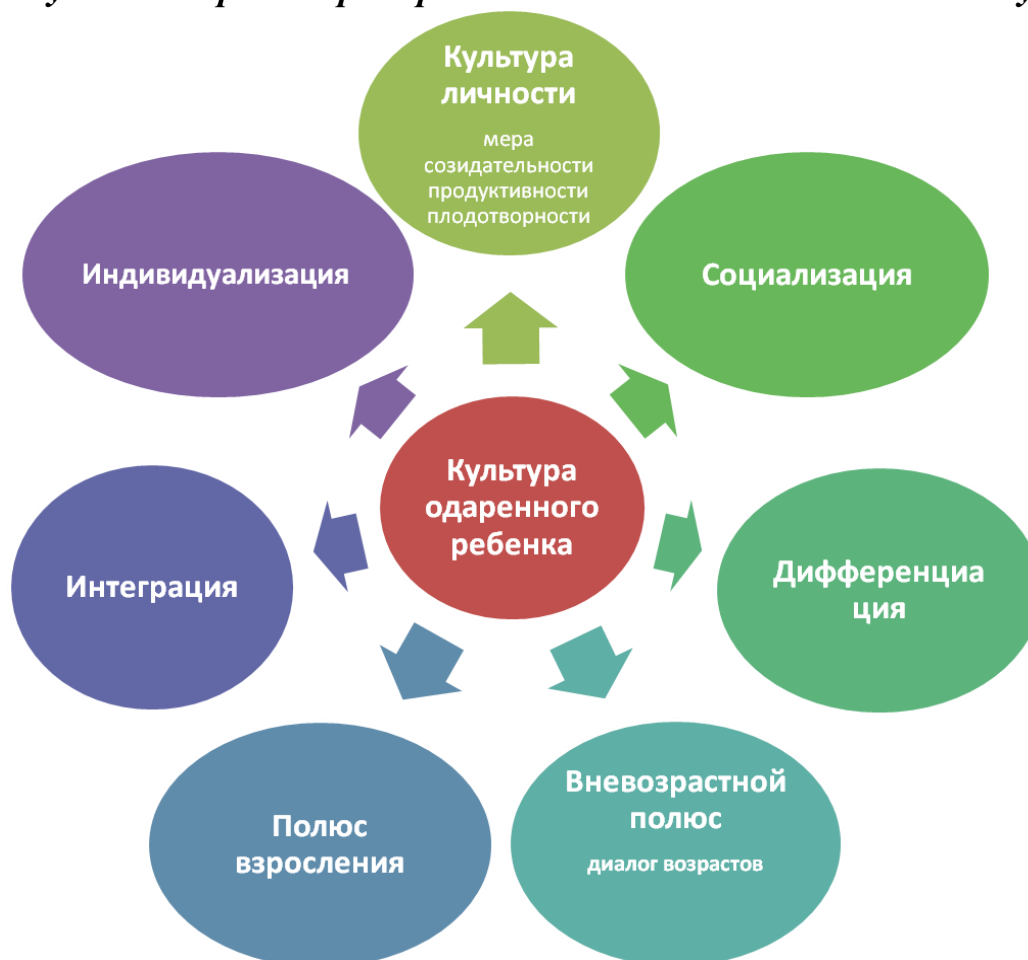 Культура
личности
мера
созидательности
продуктивности
плодотворности
Социализация
Дифференциа
ция
Вневозрастной
полюс
диалог возрастов
Полюс
взросления
Интеграция
Индивидуализация
Культура
одаренного
ребенка